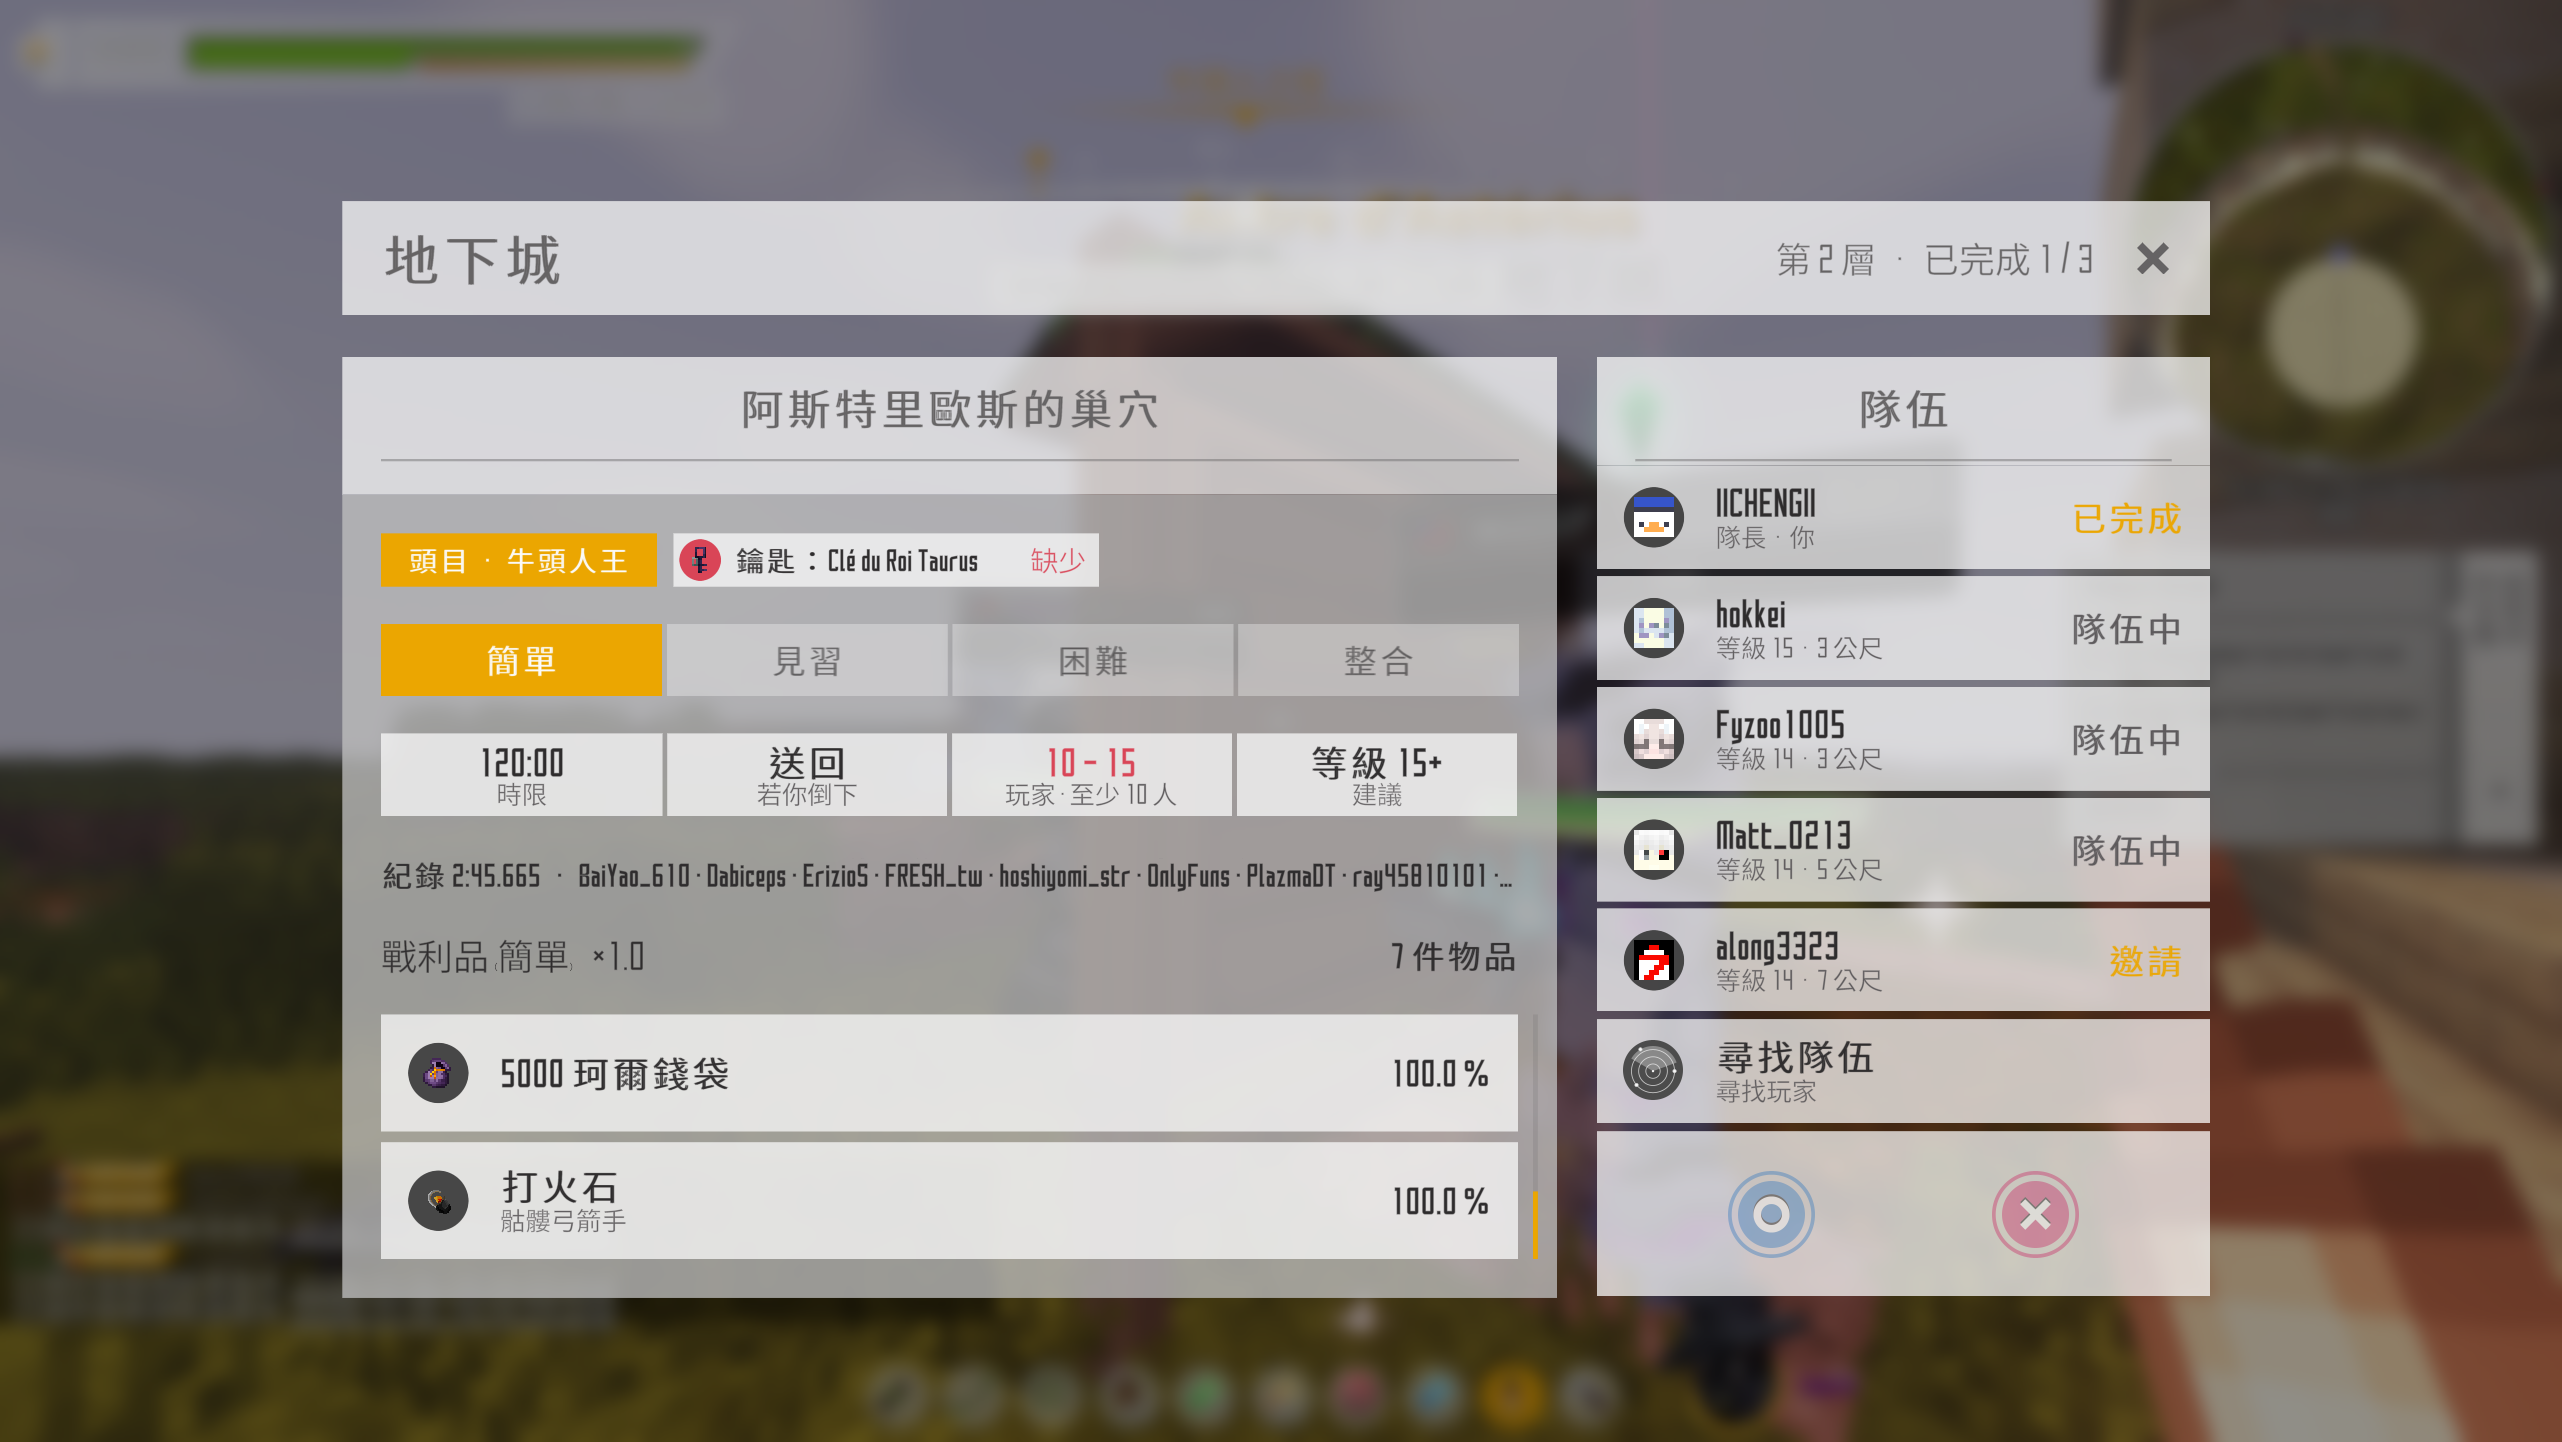 地下城
第 2 層 · 已完成 1 / 3
阿斯特里歐斯的巢穴
頭目 · 牛頭人王
鑰匙：Clé du Roi Taurus 缺少
簡單 見習 困難 整合
120:00 送回 10 - 15 等級 15+
時限 若你倒下 玩家 · 至少 10 人 建議
紀錄 2:45.665 · BaiYao_610 · Dabiceps · ErizioS · FRESH_tw · hoshiyomi_str · OnlyFuns · PlazmaDT · ray45810101 ·...
戰利品 (簡單) ×1.0 7 件物品
5000 珂爾錢袋 100.0 %
打火石 100.0 %
骷髏弓箭手
隊伍
IICHENGII 已完成
隊長 · 你
hokkei 隊伍中
等級 15 · 3 公尺
Fyzoo1005 隊伍中
等級 14 · 3 公尺
Matt_0213 隊伍中
等級 14 · 5 公尺
along3323 邀請
等級 14 · 7 公尺
尋找隊伍
尋找玩家